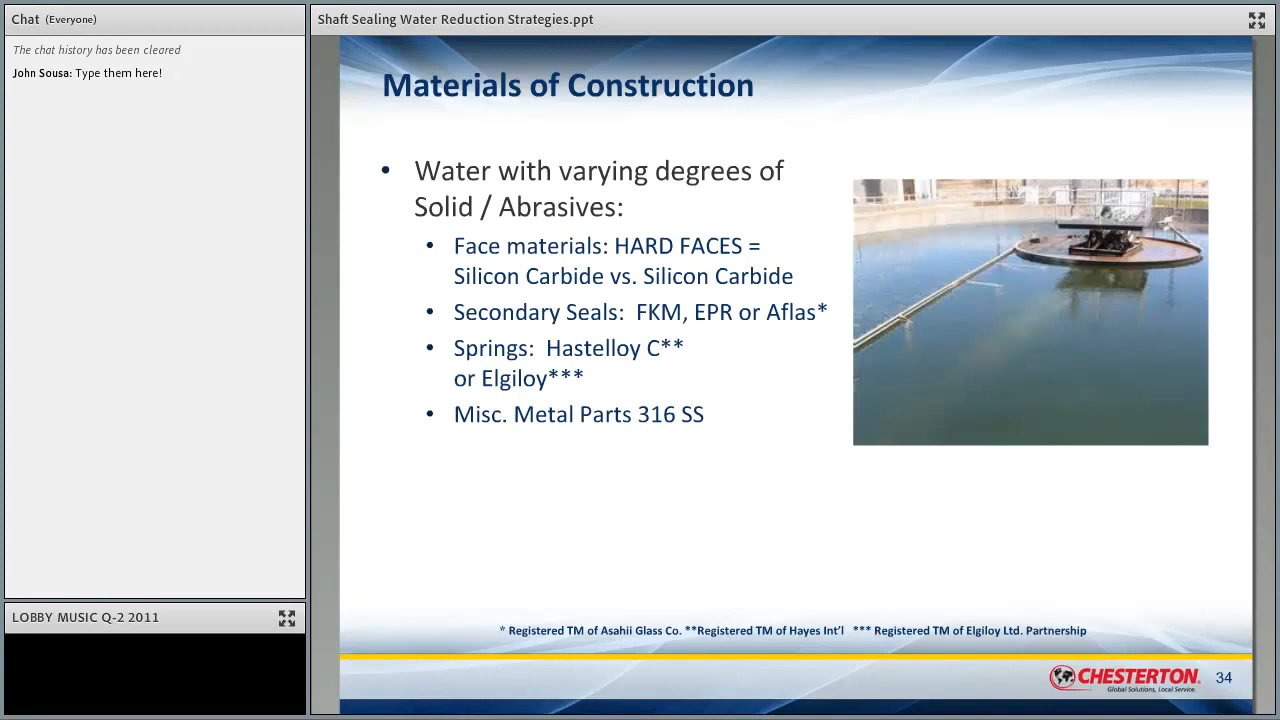 Chat (Everyone)
The chat history has been cleared
John Sousa: Type them here!
LOBBY MUSIC Q-2 2011
Shaft Sealing Water Reduction Strategies.ppt
Materials of Construction
• Water with varying degrees of
Solid / Abrasives:
• Face materials: HARD FACES =
Silicon Carbide vs. Silicon Carbide
• Secondary Seals: FKM, EPR or Aflas*
• Springs: Hastelloy C**
or Elgiloy***
• Misc. Metal Parts 316 SS
* Registered TM of Asahii Glass Co. **Registered TM of Hayes Int'l *** Registered TM of Elgiloy Ltd. Partnership
CHESTERTON
Global Solutions, Local Service.
34